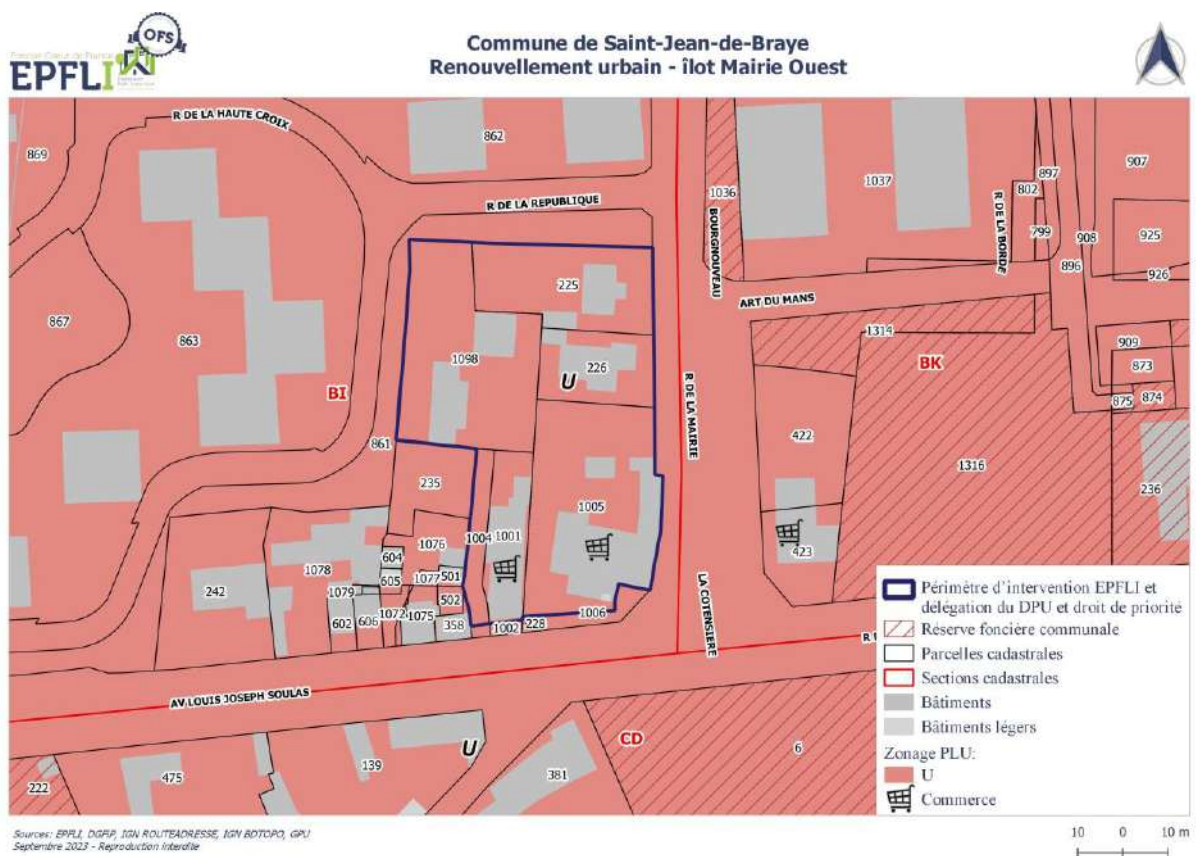 OFS
Foncier Coeur de France
EPFLI
Commune de Saint-Jean-de-Braye
Renouvellement urbain - îlot Mairie Ouest
R DE LA HAUTE CROIX
862
869
907
897
802
1036
1037
R DE LA REPUBLIQUE
BOURGNOUVEAU
R DE LA BORDE
799
908
925
896
926
225
ART DU MANS
867
863
1314
909
1098
226
BK
873
U
BI
875
874
R DE LA MAIRIE
861
422
1316
235
236
1005
1004
1001
1076
423
604
1078
605
1077
501
242
1079
502
602
606
1072
1075
358
1002
228
1006
LA COTENSIERE
R
AV LOUIS JOSEPH SOULAS
CD
U
6
139
475
381
222
Périmètre d'intervention EPFLI et
délégation du DPU et droit de priorité
Réserve foncière communale
Parcelles cadastrales
Sections cadastrales
Bâtiments
Bâtiments légers
Zonage PLU:
U
Commerce
Sources: EPFLI, DGFIP, IGN ROUTEADRESSE, IGN BDTOPO, GPU
Septembre 2023 - Reproduction interdite
10 0 10 m